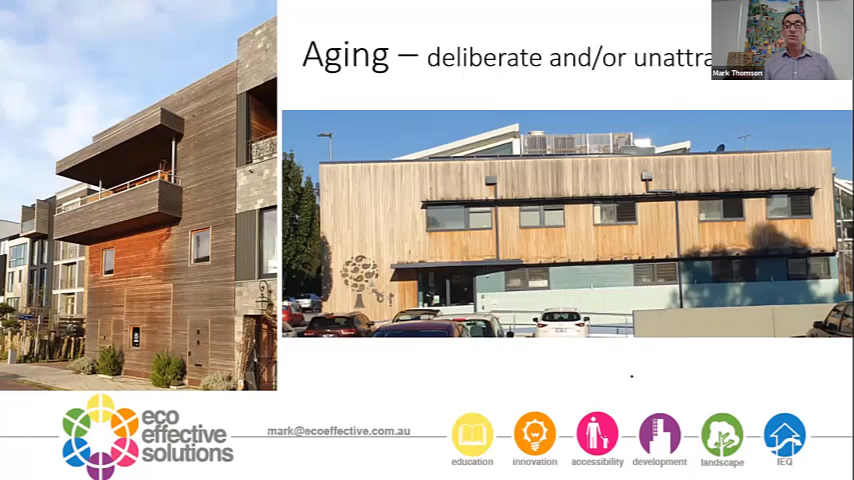 Aging – deliberate and/or unattra
Mark Thomson
eco
effective
solutions
mark@ecoeffective.com.au
education
innovation
accessibility
development
landscape
IEQ